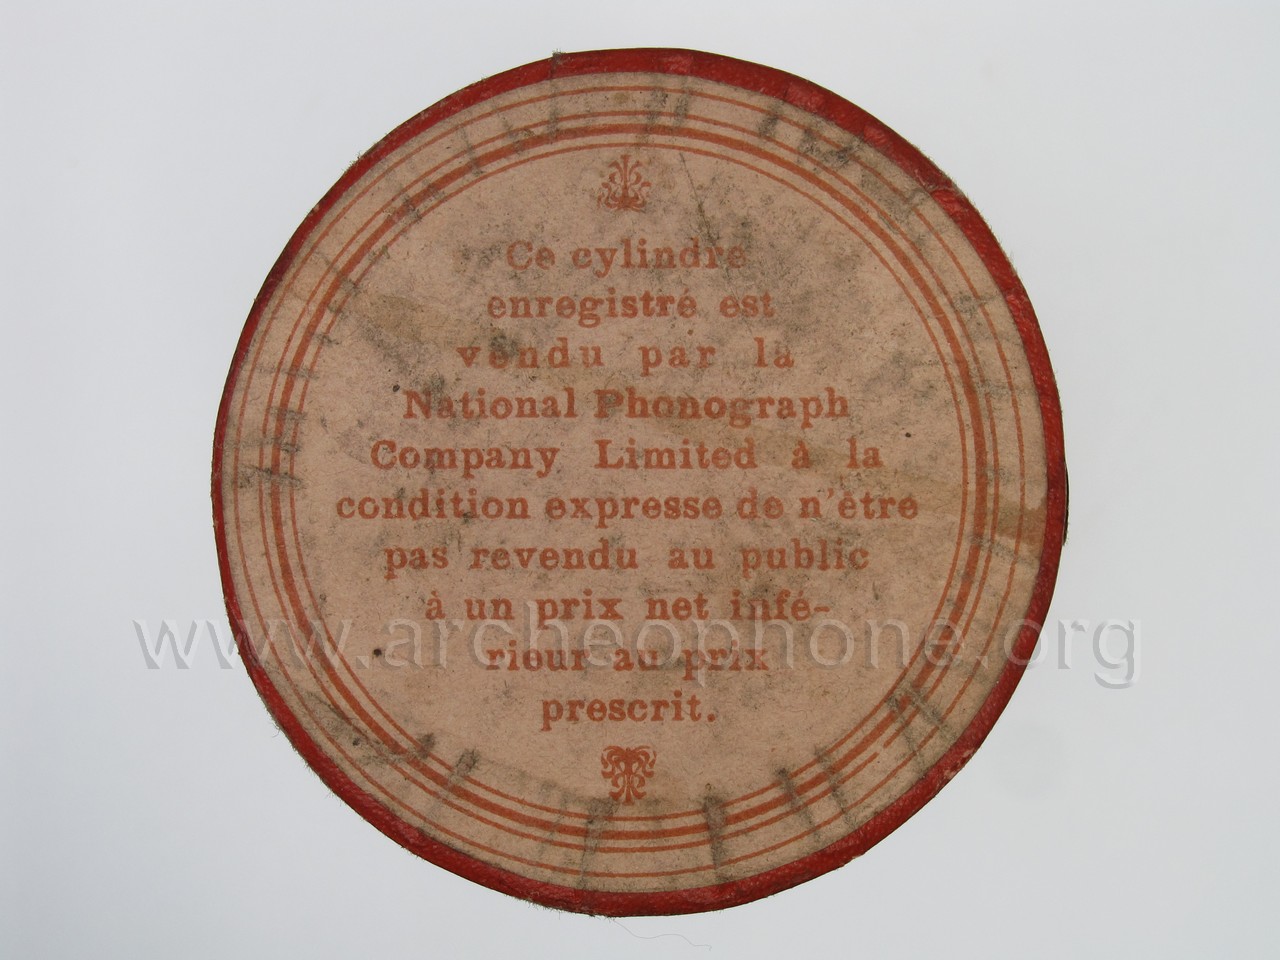 Ce cylindre
enregistré est
vendu par la
National Phonograph
Company Limited à la
condition expresse de n'être
pas revendu au public
à un prix net infé-
www.archeophone.org
rieur au prix
prescrit.